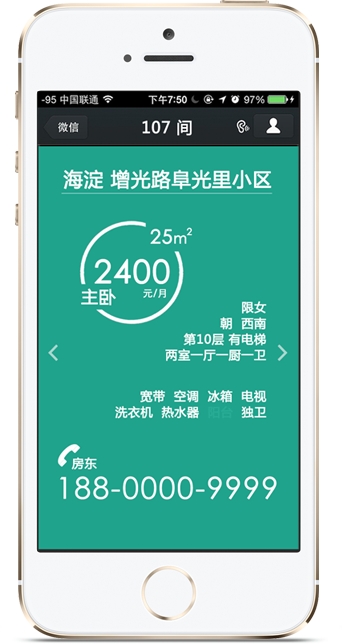 -95 中国联通 下午7:50 97%
微信 107 间
海淀 增光路阜光里小区
25m²
2400
主卧 元/月
限女
朝 西南
第10层 有电梯
两室一厅一厨一卫
宽带 空调 冰箱 电视
洗衣机 热水器 阳台 独卫
房东
188-0000-9999